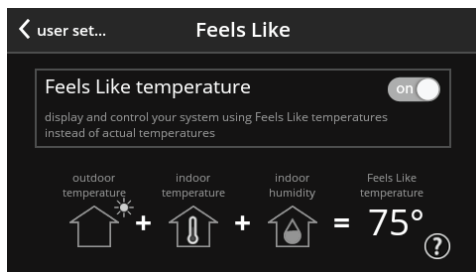 user set...
Feels Like
Feels Like temperature
on
display and control your system using Feels Like temperatures
instead of actual temperatures
outdoor
temperature
indoor
temperature
indoor
humidity
Feels Like
temperature
+ + = 75°
?